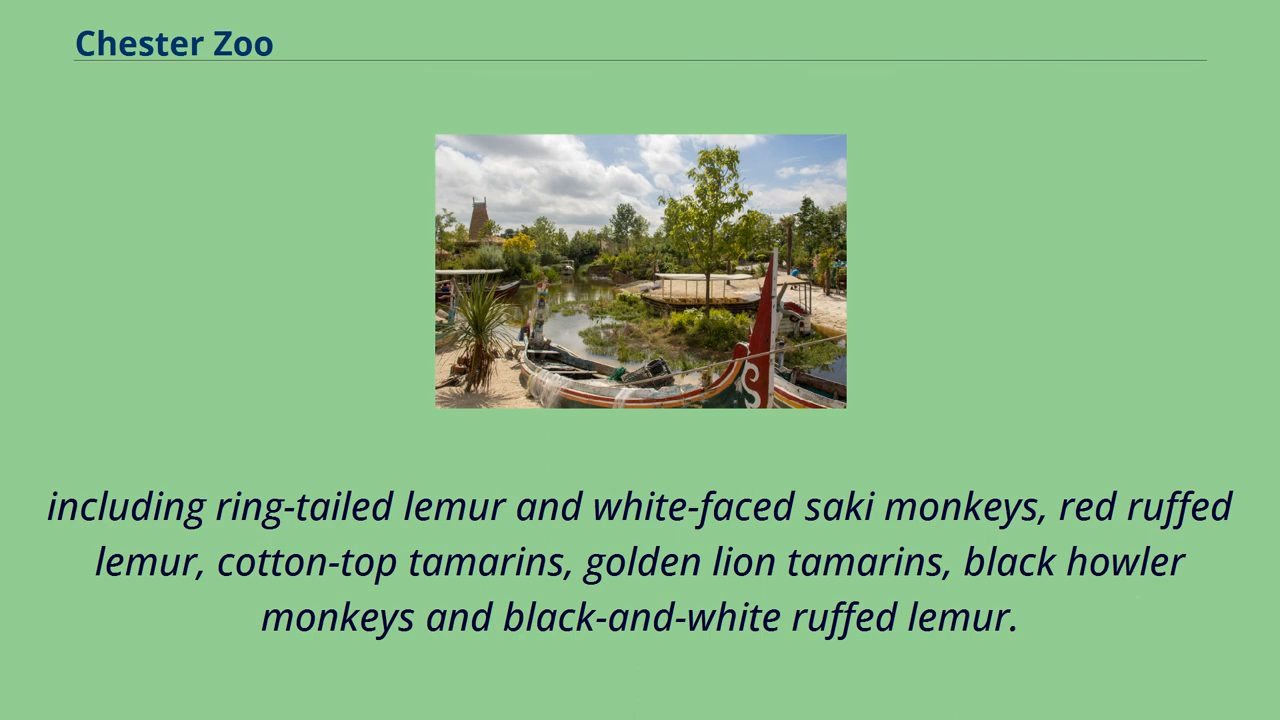 Chester Zoo
including ring-tailed lemur and white-faced saki monkeys, red ruffed
lemur, cotton-top tamarins, golden lion tamarins, black howler
monkeys and black-and-white ruffed lemur.